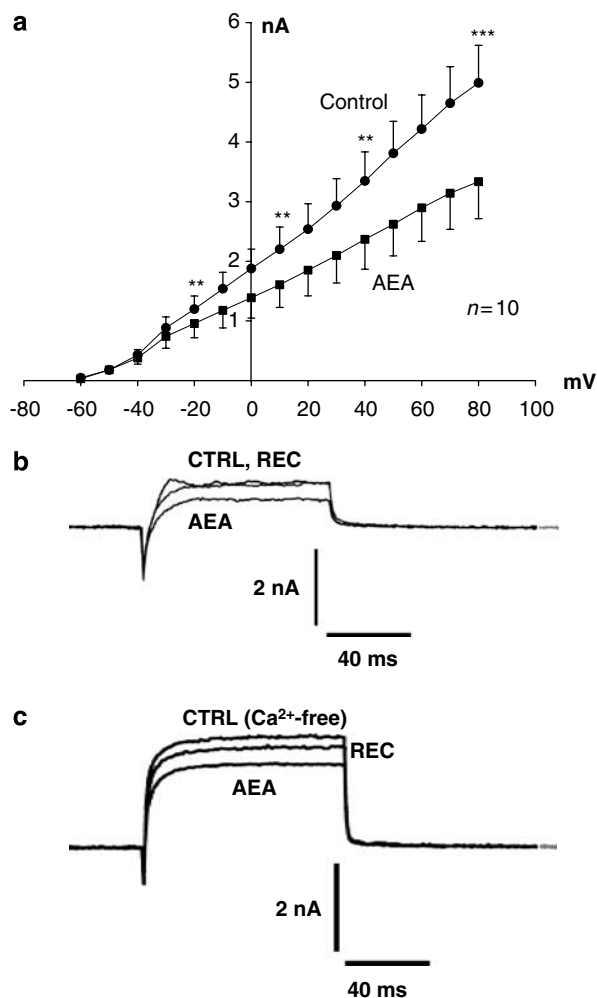 a
nA
6
5
4
3
2
1
***
**
**
**
Control
AEA
n=10
-80 -60 -40 -20 0 20 40 60 80 100
mV
b
CTRL, REC
AEA
2 nA
40 ms
c
CTRL (Ca²⁺-free)
REC
AEA
2 nA
40 ms